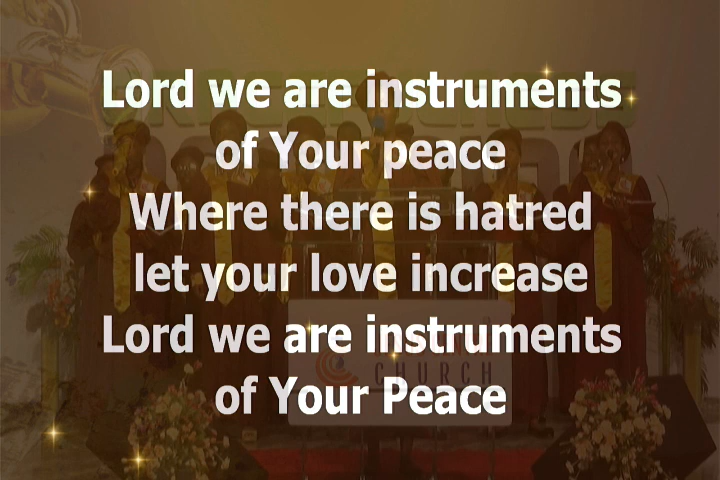 Lord we are instruments
of Your peace
Where there is hatred
let your love increase
Lord we are instruments
of Your Peace
CHURCH